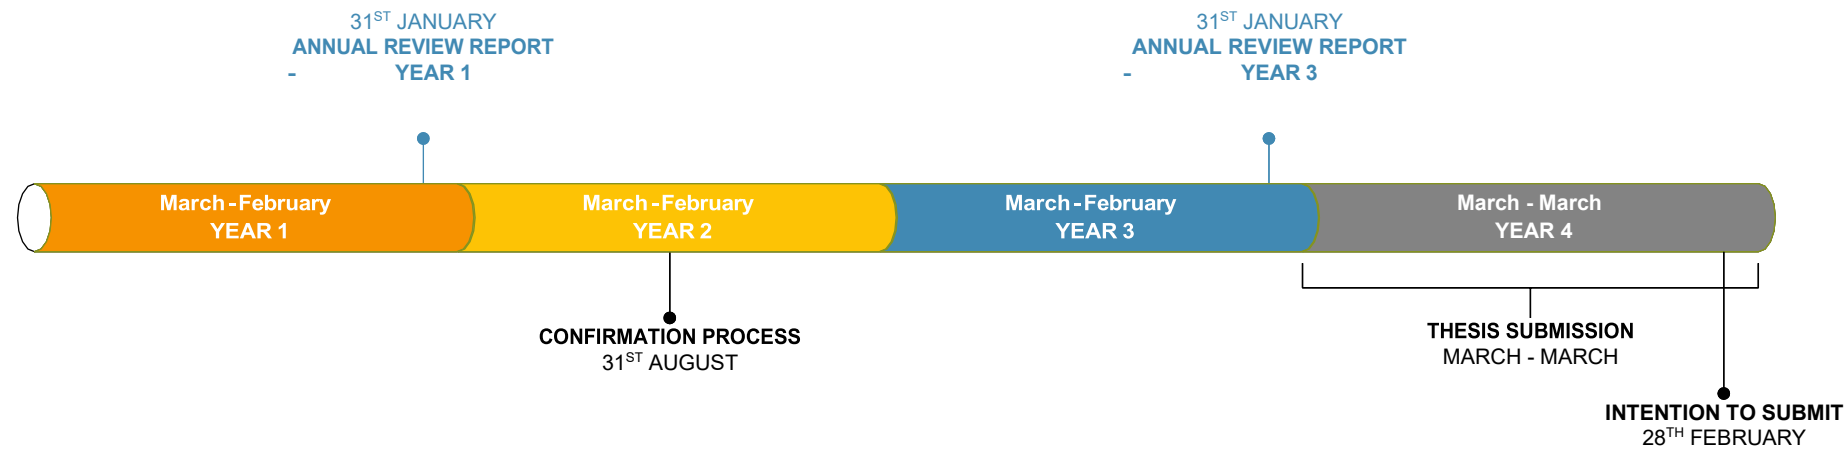 31ST JANUARY
ANNUAL REVIEW REPORT
- YEAR 1
31ST JANUARY
ANNUAL REVIEW REPORT
- YEAR 3
March - February
YEAR 1
March - February
YEAR 2
March - February
YEAR 3
March - March
YEAR 4
CONFIRMATION PROCESS
31ST AUGUST
THESIS SUBMISSION
MARCH - MARCH
INTENTION TO SUBMIT
28TH FEBRUARY